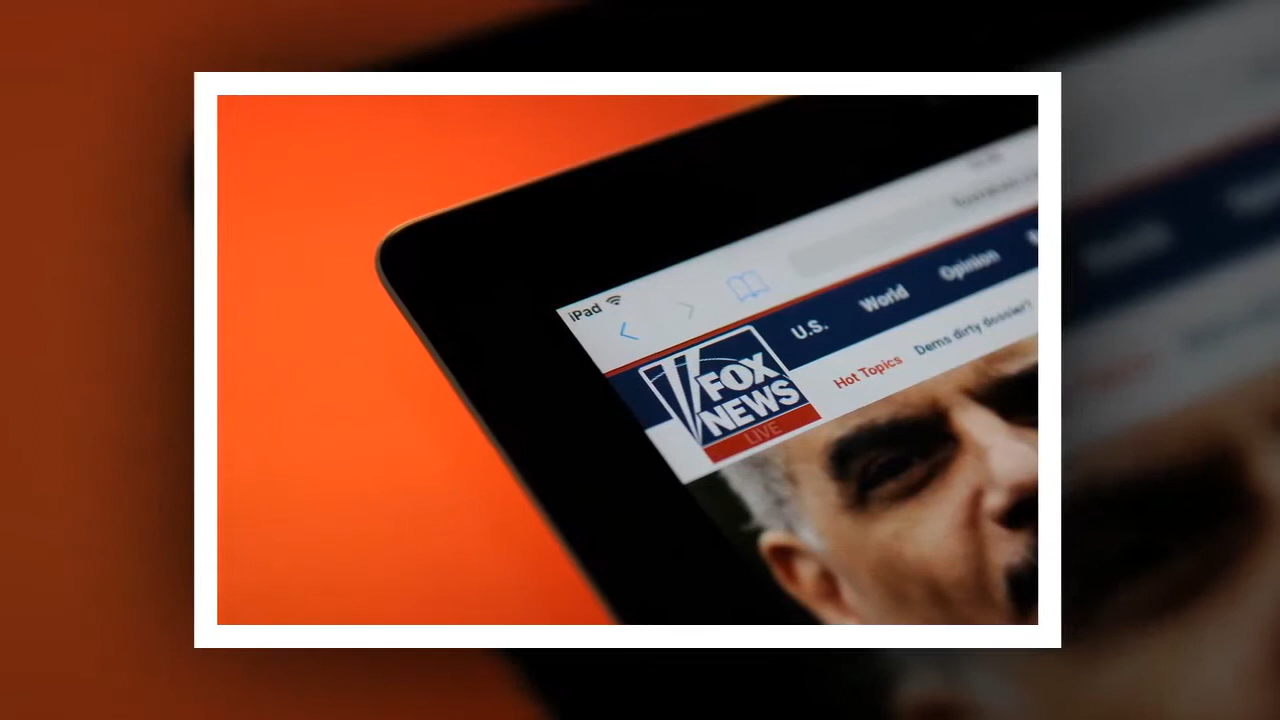 iPad
U.S. World Opinion
FOX
NEWS
LIVE
Hot Topics Dems dirty dossier?